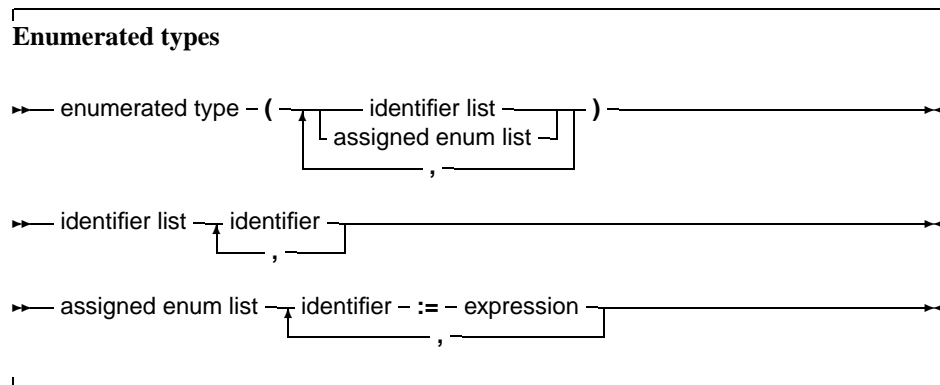 Enumerated types
enumerated type ( identifier list )
assigned enum list
,
identifier list identifier
,
assigned enum list identifier := expression
,